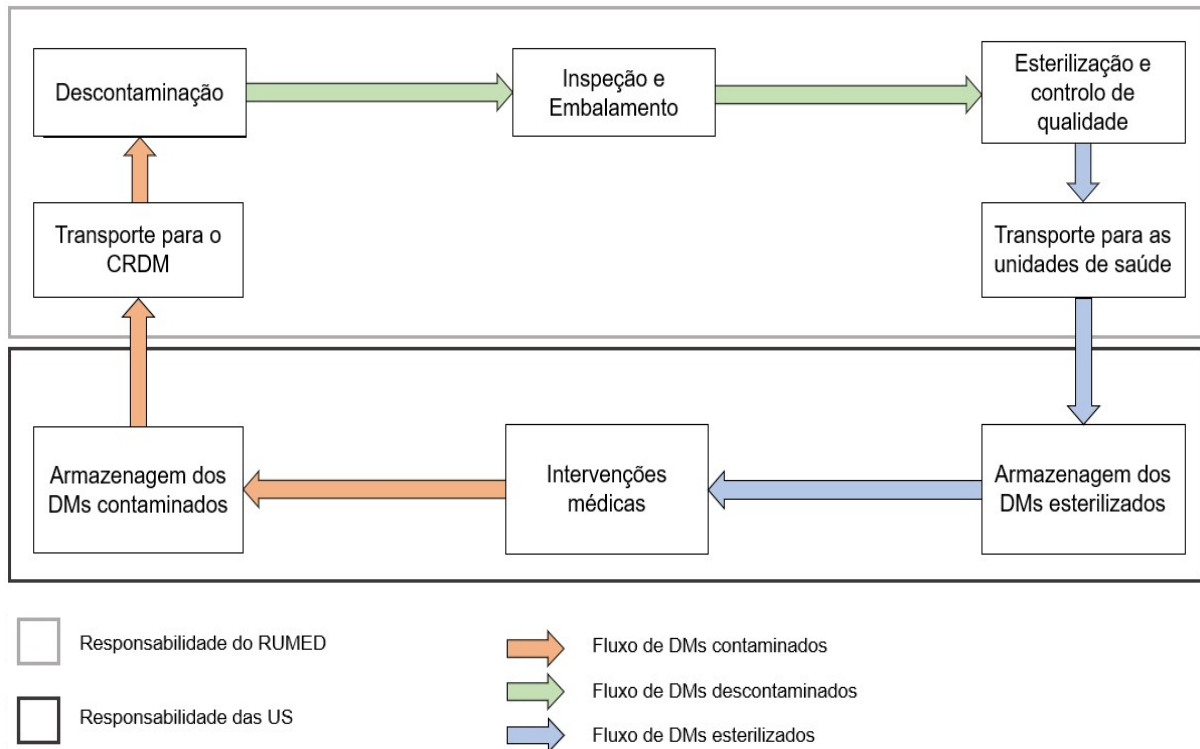 Descontaminação
Inspeção e
Embalamento
Esterilização e
controlo de
qualidade
Transporte para o
CRDM
Transporte para as
unidades de saúde
Armazenagem dos
DMs contaminados
Intervenções
médicas
Armazenagem dos
DMs esterilizados
Responsabilidade do RUMED
Responsabilidade das US
Fluxo de DMs contaminados
Fluxo de DMs descontaminados
Fluxo de DMs esterilizados